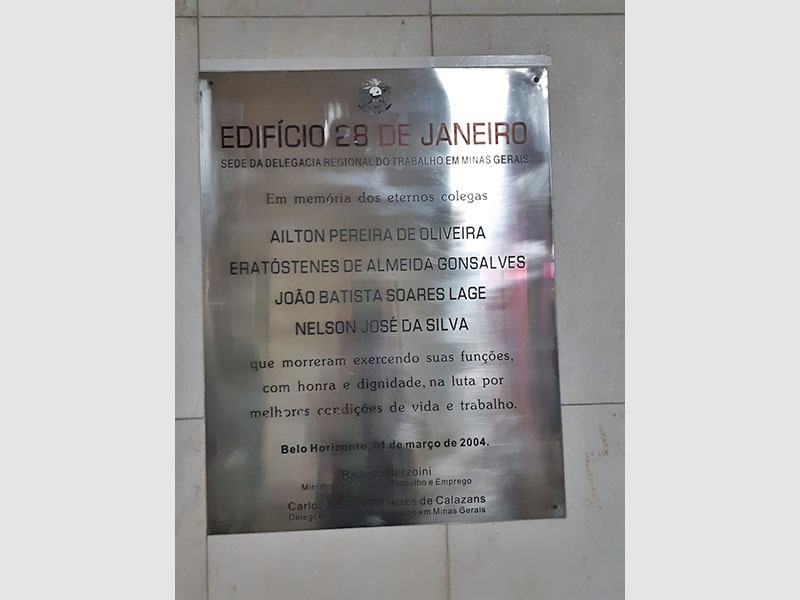 EDIFÍCIO 28 DE JANEIRO
SEDE DA DELEGACIA REGIONAL DO TRABALHO EM MINAS GERAIS
Em memória dos eternos colegas
AILTON PEREIRA DE OLIVEIRA
ERATÓSTENES DE ALMEIDA GONSALVES
JOÃO BATISTA SOARES LAGE
NELSON JOSÉ DA SILVA
que morreram exercendo suas funções,
com honra e dignidade, na luta por
melhores condições de vida e trabalho.
Belo Horizonte, 01 de março de 2004.
Ricardo Berzoini
Trabalho e Emprego
Carlos de Calazans
Trabalho em Minas Gerais